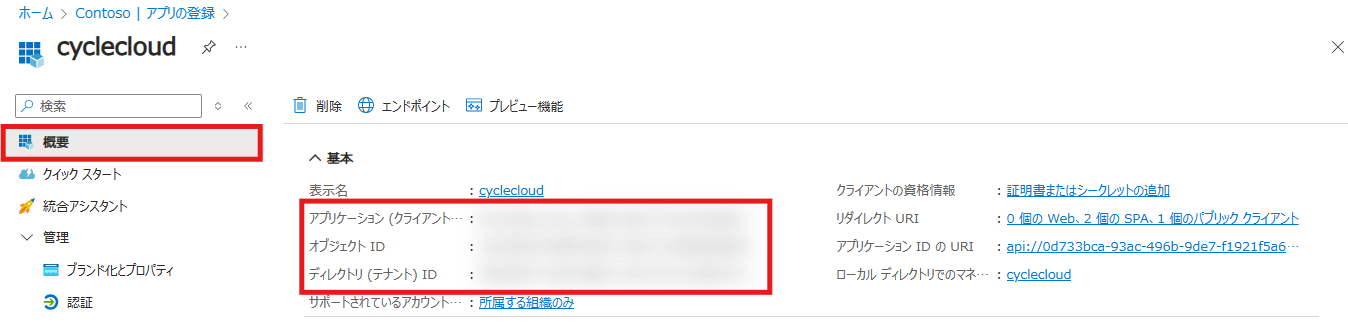 ホーム > Contoso | アプリの登録 >
cyclecloud
検索
概要
クイック スタート
統合アシスタント
管理
ブランド化とプロパティ
認証
削除 エンドポイント プレビュー機能
基本
表示名 : cyclecloud
アプリケーション (クライアント… :
オブジェクト ID :
ディレクトリ (テナント) ID :
サポートされているアカウント… : 所属する組織のみ
クライアントの資格情報 : 証明書またはシークレットの追加
リダイレクト URI : 0 個の Web、2 個の SPA、1 個のパブリック クライアント
アプリケーション ID の URI : api://0d733bca-93ac-496b-9de7-f1921f5a6…
ローカル ディレクトリでのマネ… : cyclecloud